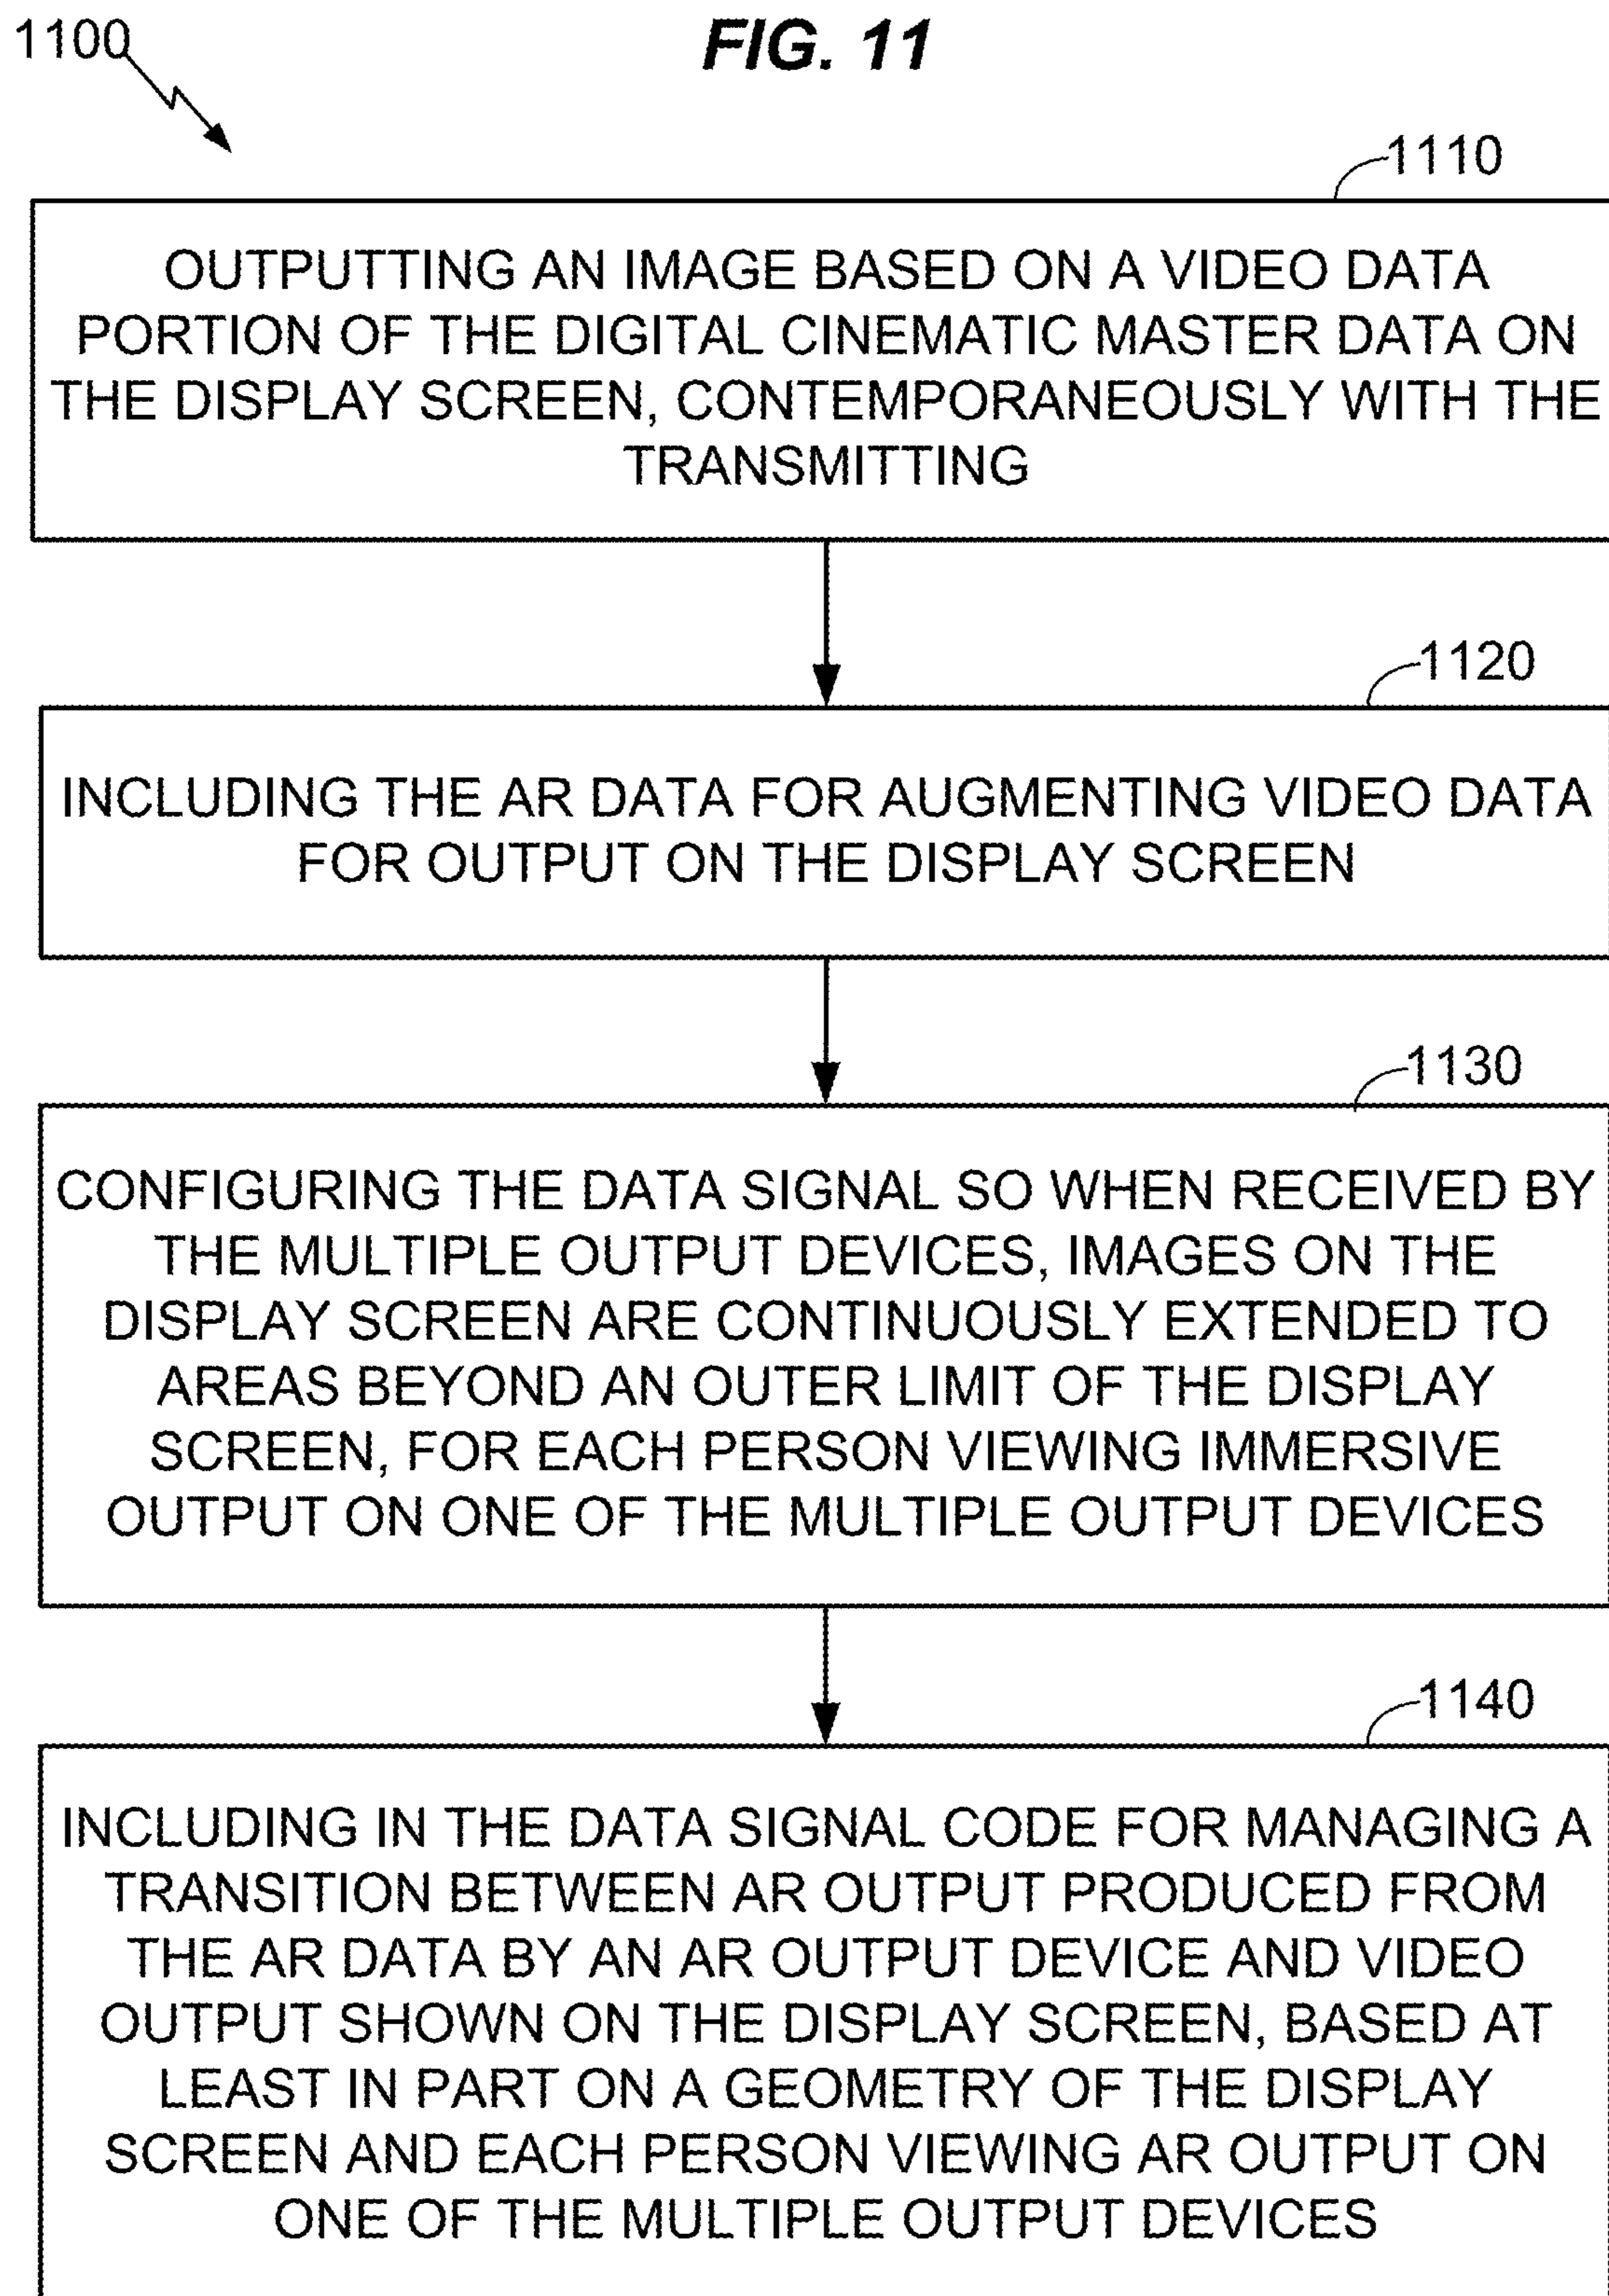 1100
FIG. 11
1110
OUTPUTTING AN IMAGE BASED ON A VIDEO DATA
PORTION OF THE DIGITAL CINEMATIC MASTER DATA ON
THE DISPLAY SCREEN, CONTEMPORANEOUSLY WITH THE
TRANSMITTING
1120
INCLUDING THE AR DATA FOR AUGMENTING VIDEO DATA
FOR OUTPUT ON THE DISPLAY SCREEN
1130
CONFIGURING THE DATA SIGNAL SO WHEN RECEIVED BY
THE MULTIPLE OUTPUT DEVICES, IMAGES ON THE
DISPLAY SCREEN ARE CONTINUOUSLY EXTENDED TO
AREAS BEYOND AN OUTER LIMIT OF THE DISPLAY
SCREEN, FOR EACH PERSON VIEWING IMMERSIVE
OUTPUT ON ONE OF THE MULTIPLE OUTPUT DEVICES
1140
INCLUDING IN THE DATA SIGNAL CODE FOR MANAGING A
TRANSITION BETWEEN AR OUTPUT PRODUCED FROM
THE AR DATA BY AN AR OUTPUT DEVICE AND VIDEO
OUTPUT SHOWN ON THE DISPLAY SCREEN, BASED AT
LEAST IN PART ON A GEOMETRY OF THE DISPLAY
SCREEN AND EACH PERSON VIEWING AR OUTPUT ON
ONE OF THE MULTIPLE OUTPUT DEVICES